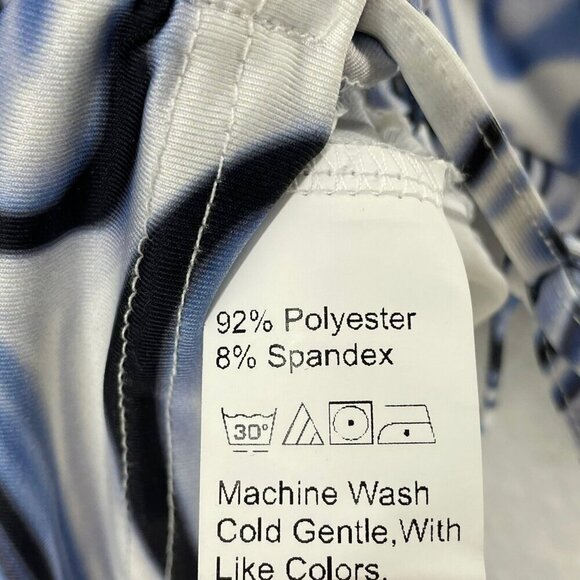 92% Polyester
8% Spandex
30°
Machine Wash
Cold Gentle,With
Like Colors.